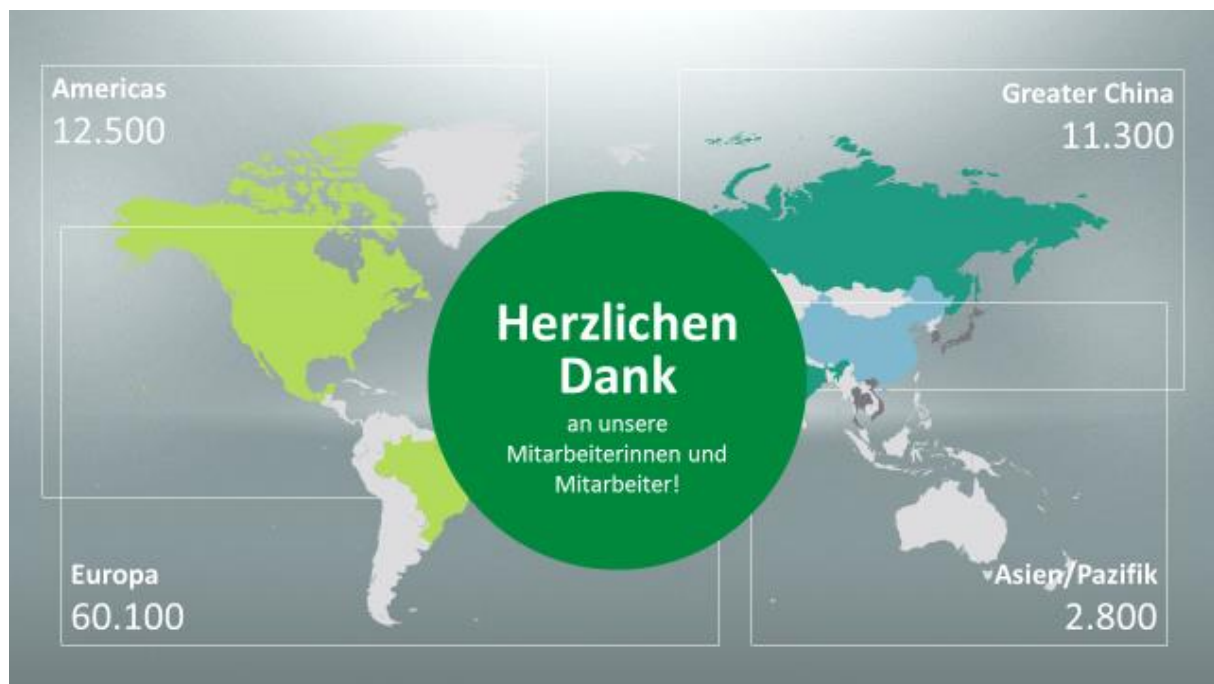 Americas
12.500
Greater China
11.300
Herzlichen
Dank
an unsere
Mitarbeiterinnen und
Mitarbeiter!
Europa
60.100
Asien/Pazifik
2.800